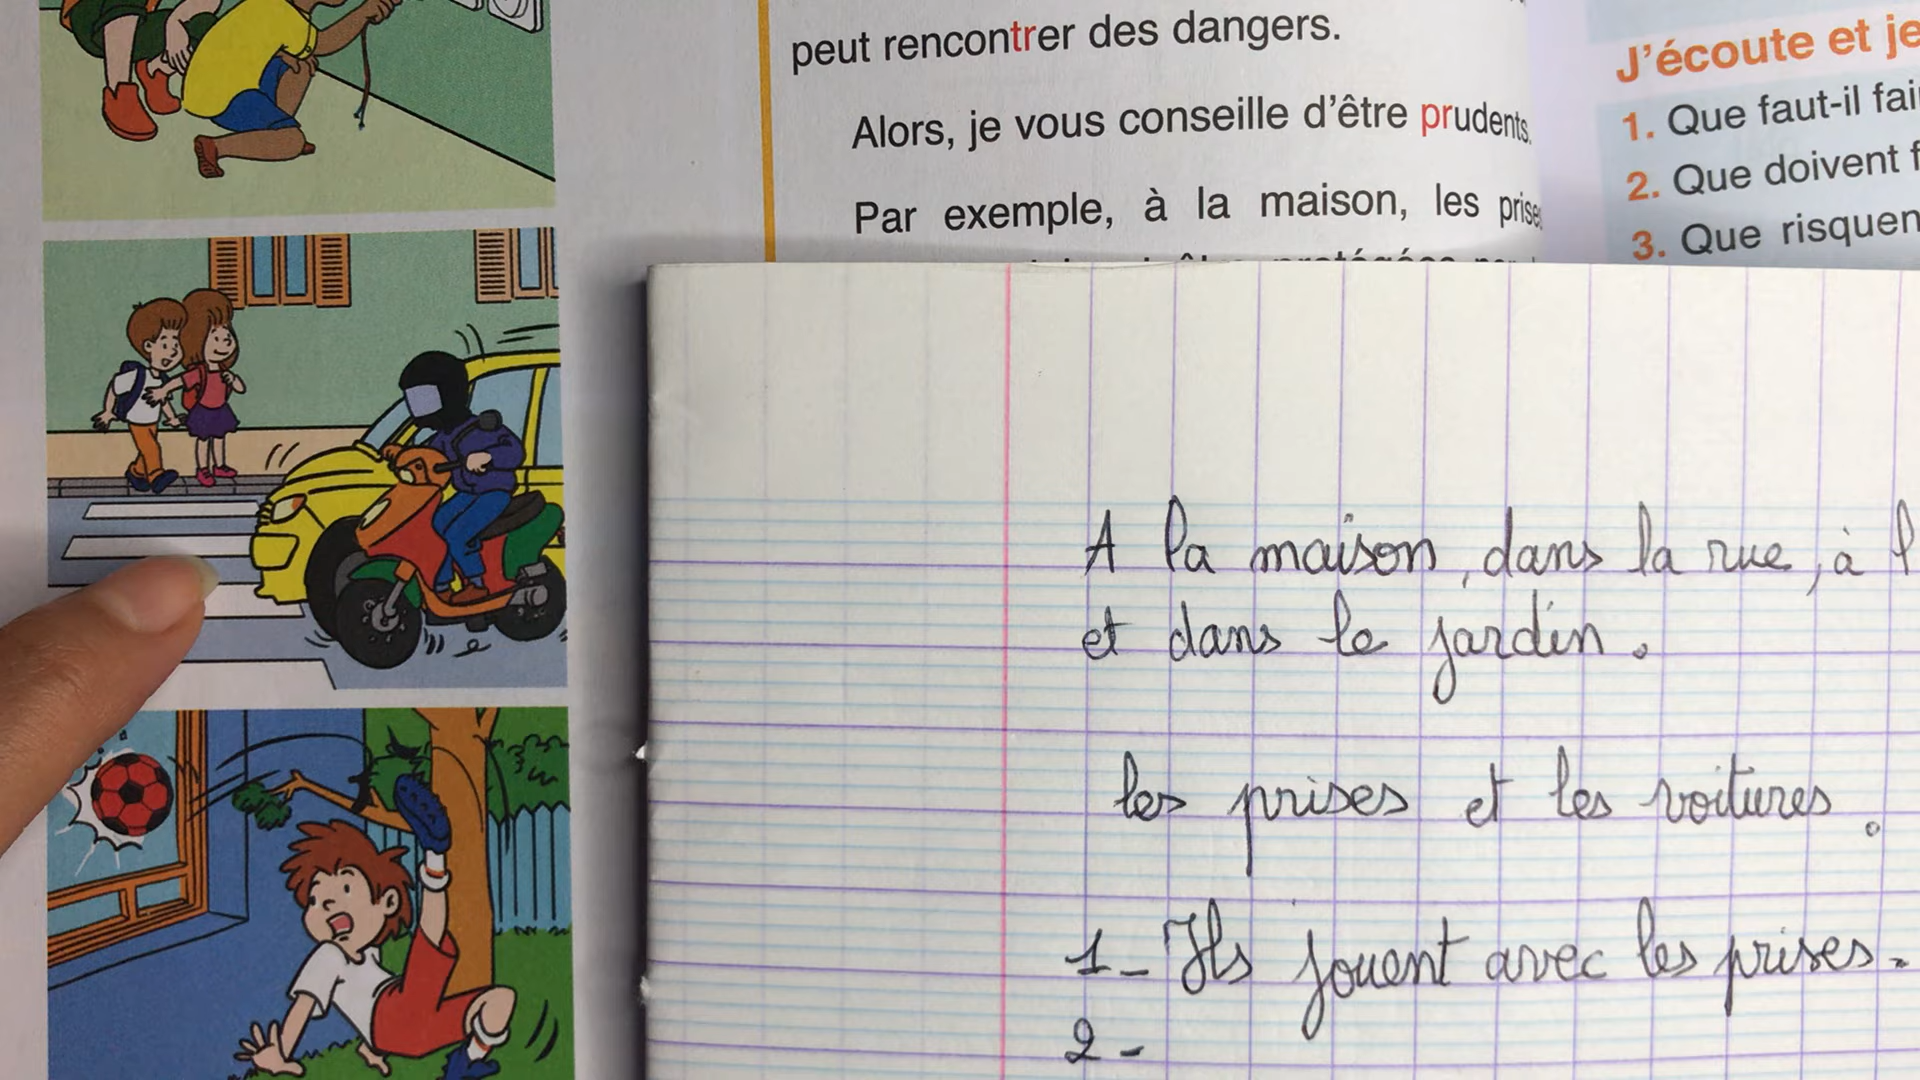 peut rencontrer des dangers.
Alors, je vous conseille d'être prudents.
Par exemple, à la maison, les prises
J'écoute et je
1. Que faut-il fai
2. Que doivent f
3. Que risquen
A la maison, dans la rue, à l
et dans le jardin.
les prises et les voitures.
1- Ils jouent avec les prises.
2-